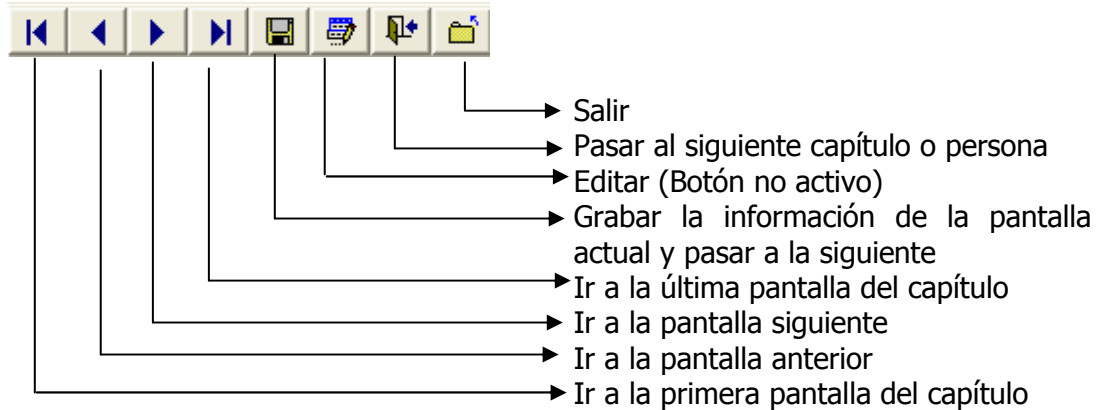 Salir
Pasar al siguiente capítulo o persona
Editar (Botón no activo)
Grabar la información de la pantalla
actual y pasar a la siguiente
Ir a la última pantalla del capítulo
Ir a la pantalla siguiente
Ir a la pantalla anterior
Ir a la primera pantalla del capítulo